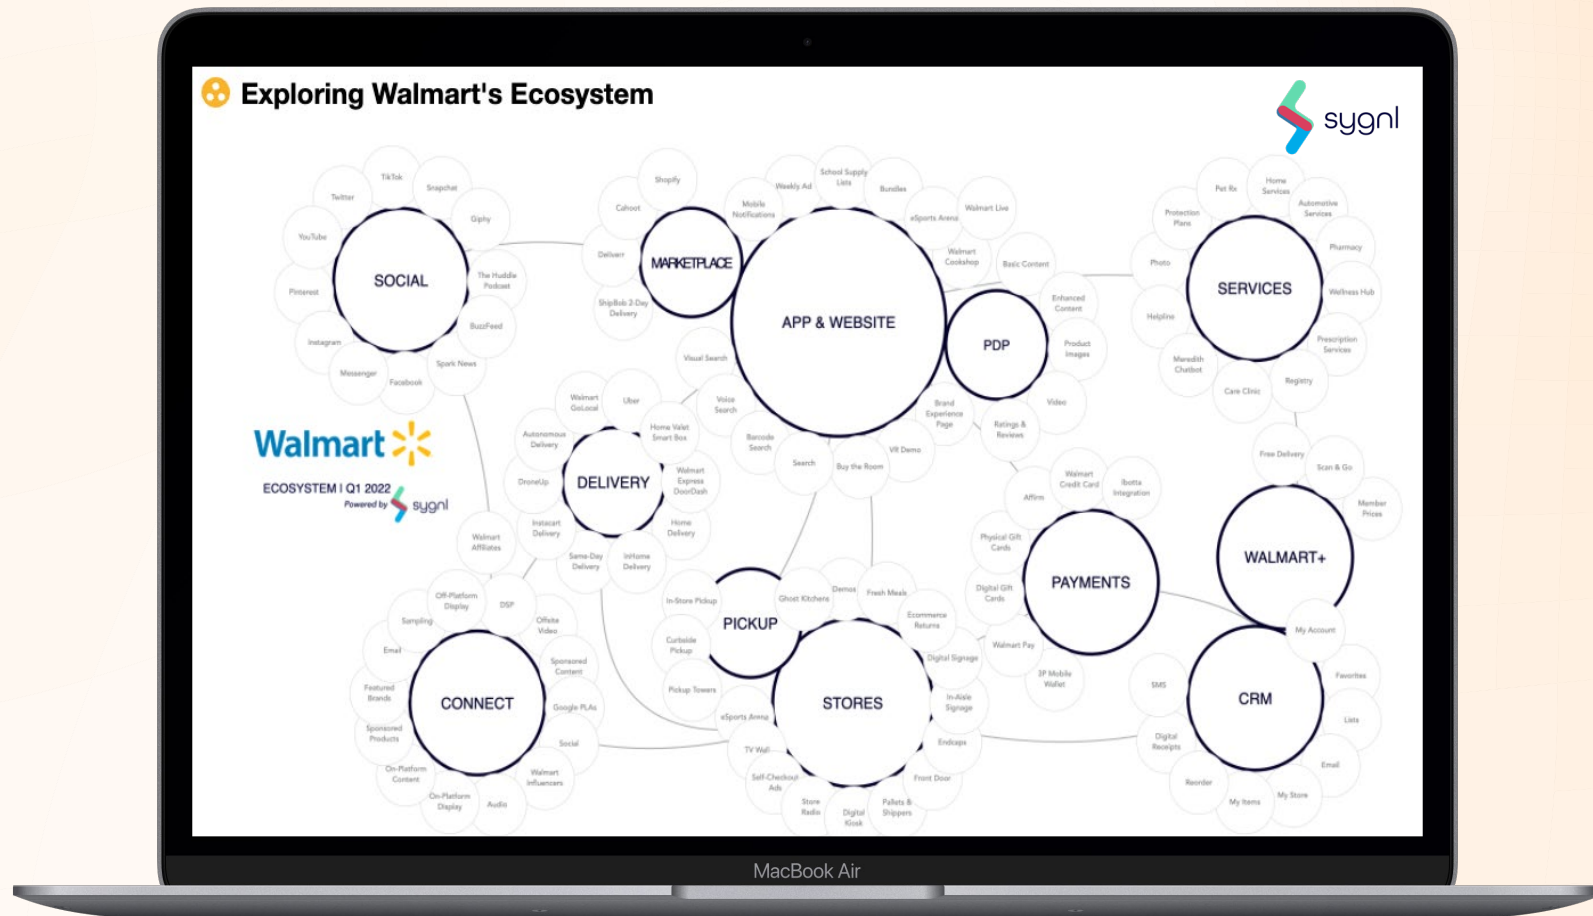 Exploring Walmart's Ecosystem
sygnl
TikTok
Twitter
Snapchat
Giphy
YouTube
The Huddle
Podcast
Pinterest
BuzzFeed
Instagram
Spark News
Messenger
Facebook
SOCIAL
Shopify
Cahoot
Deliverr
ShipBob 2-Day
Delivery
MARKETPLACE
Mobile
Notifications
Weekly Ad
School Supply
Lists
Bundles
eSports Arena
Walmart Live
Walmart
Cookshop
Basic Content
APP & WEBSITE
Visual Search
Voice
Search
Barcode
Search
Search
Buy the Room
VR Demo
Enhanced
Content
Product
Images
Video
Ratings &
Reviews
Brand
Experience
Page
PDP
Pet Rx
Home
Services
Automotive
Services
Protection
Plans
Pharmacy
Photo
Wellness Hub
Helpline
Prescription
Services
Meredith
Chatbot
Registry
Care Clinic
SERVICES
Walmart
ECOSYSTEM | Q1 2022
Powered by sygnl
Walmart
GoLocal
Uber
Home Valet
Smart Box
Autonomous
Delivery
DroneUp
Walmart
Express
DoorDash
Instacart
Delivery
Home
Delivery
Same-Day
Delivery
InHome
Delivery
DELIVERY
Free Delivery
Scan & Go
Member
Prices
WALMART+
My Account
Affirm
Walmart
Credit Card
Ibotta
Integration
Physical Gift
Cards
Digital Gift
Cards
Walmart Pay
3P Mobile
Wallet
PAYMENTS
Walmart
Affiliates
Off-Platform
Display
DSP
Sampling
Offsite
Video
Email
Sponsored
Content
Featured
Brands
Google PLAs
Sponsored
Products
Social
On-Platform
Content
Walmart
Influencers
On-Platform
Display
Audio
CONNECT
In-Store Pickup
Curbside
Pickup
Pickup Towers
PICKUP
Ghost Kitchens
Demos
Fresh Meals
Ecommerce
Returns
Digital Signage
In-Aisle
Signage
Endcaps
Front Door
Pallets &
Shippers
Digital
Kiosk
Store
Radio
Self-Checkout
Ads
TV Wall
eSports Arena
STORES
SMS
Favorites
Lists
Digital
Receipts
Email
Reorder
My Store
My Items
CRM
MacBook Air